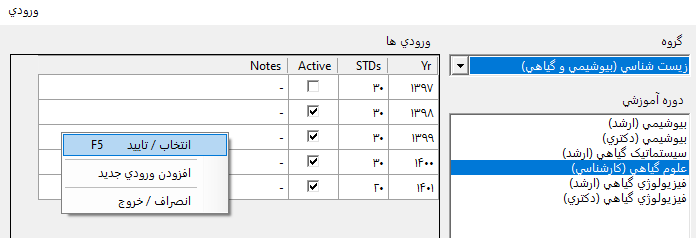 ورودي
گروه
زيست شناسي (بيوشيمي و گياهي)
دوره آموزشي
بيوشيمي (ارشد)
بيوشيمي (دكتري)
سيستماتيک گياهي (ارشد)
علوم گياهي (كارشناسي)
فيزيولوژي گياهي (ارشد)
فيزيولوژي گياهي (دكتري)
ورودي ها
Yr STDs Active Notes
۱۳۹۷ ۳۰ -
۱۳۹۸ ۳۰ -
۱۳۹۹ ۳۰ -
۱۴۰۰ ۳۰ -
۱۴۰۱ ۲۰ -
انتخاب / تاييد F5
افزودن ورودي جديد
انصراف / خروج